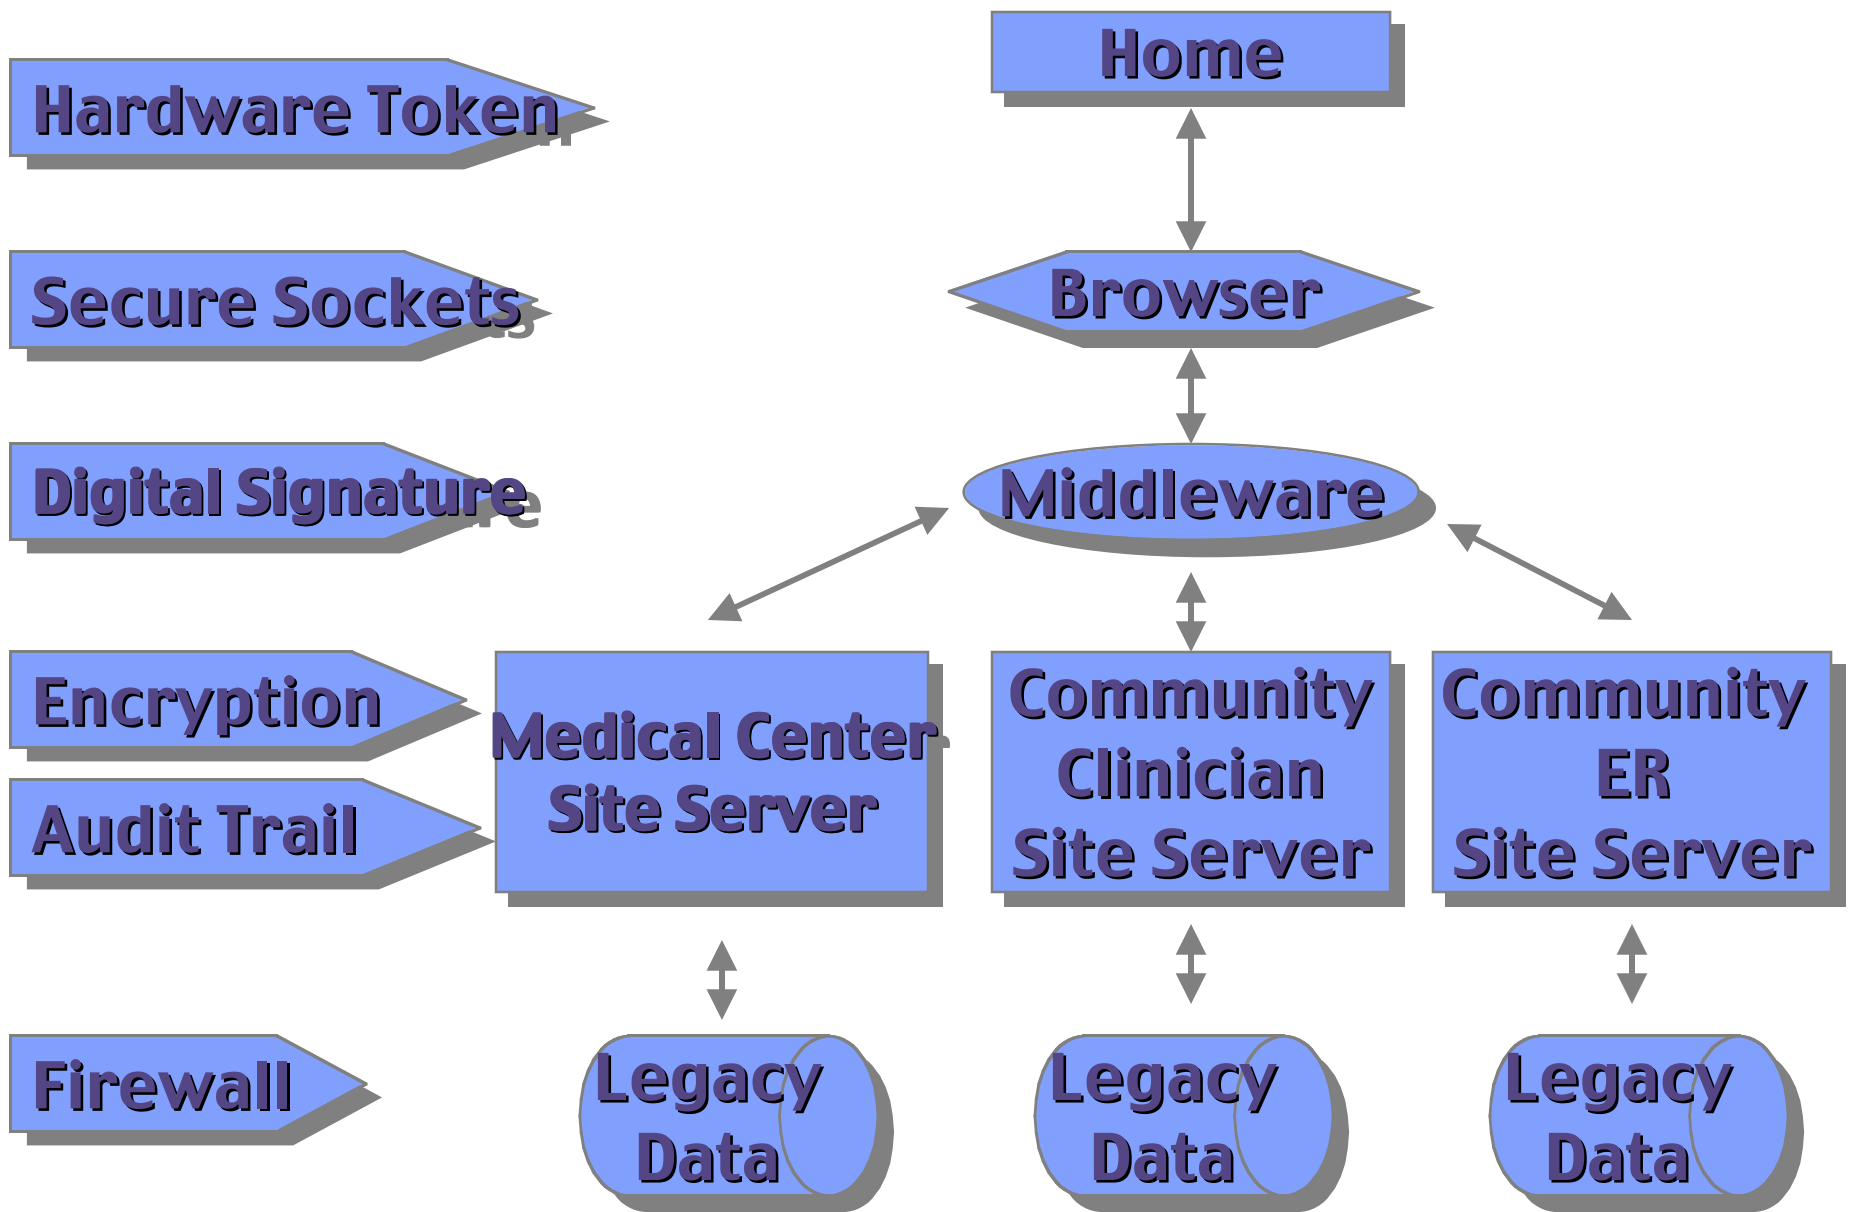 Home
Hardware Token
Browser
Secure Sockets
Digital Signature
Middleware
Encryption
Audit Trail
Medical Center
Site Server
Community
Clinician
Site Server
Community
ER
Site Server
Firewall
Legacy
Data
Legacy
Data
Legacy
Data